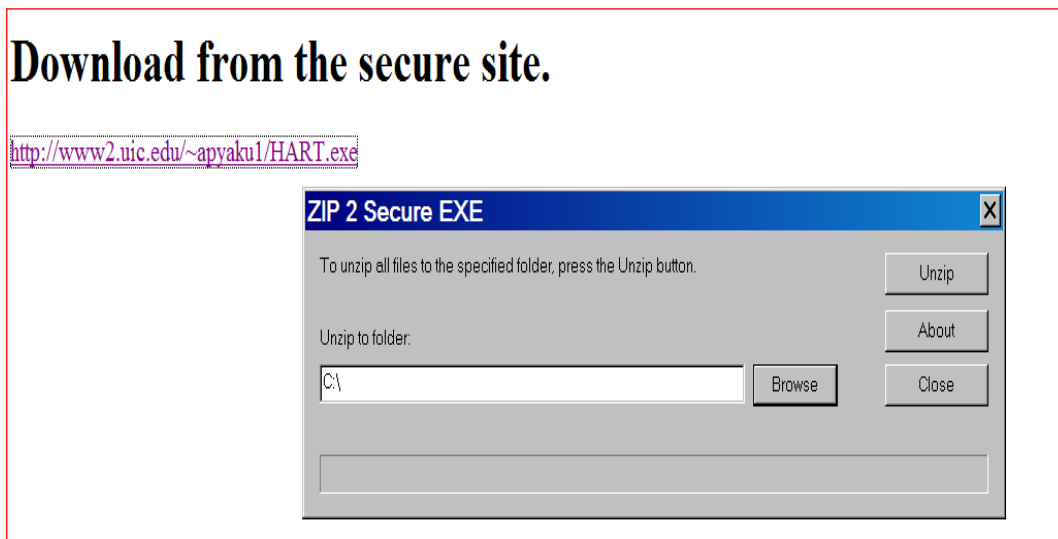 Download from the secure site.
http://www2.uic.edu/~apyaku1/HART.exe
ZIP 2 Secure EXE
To unzip all files to the specified folder, press the Unzip button.
Unzip
About
Unzip to folder:
C:\
Browse
Close